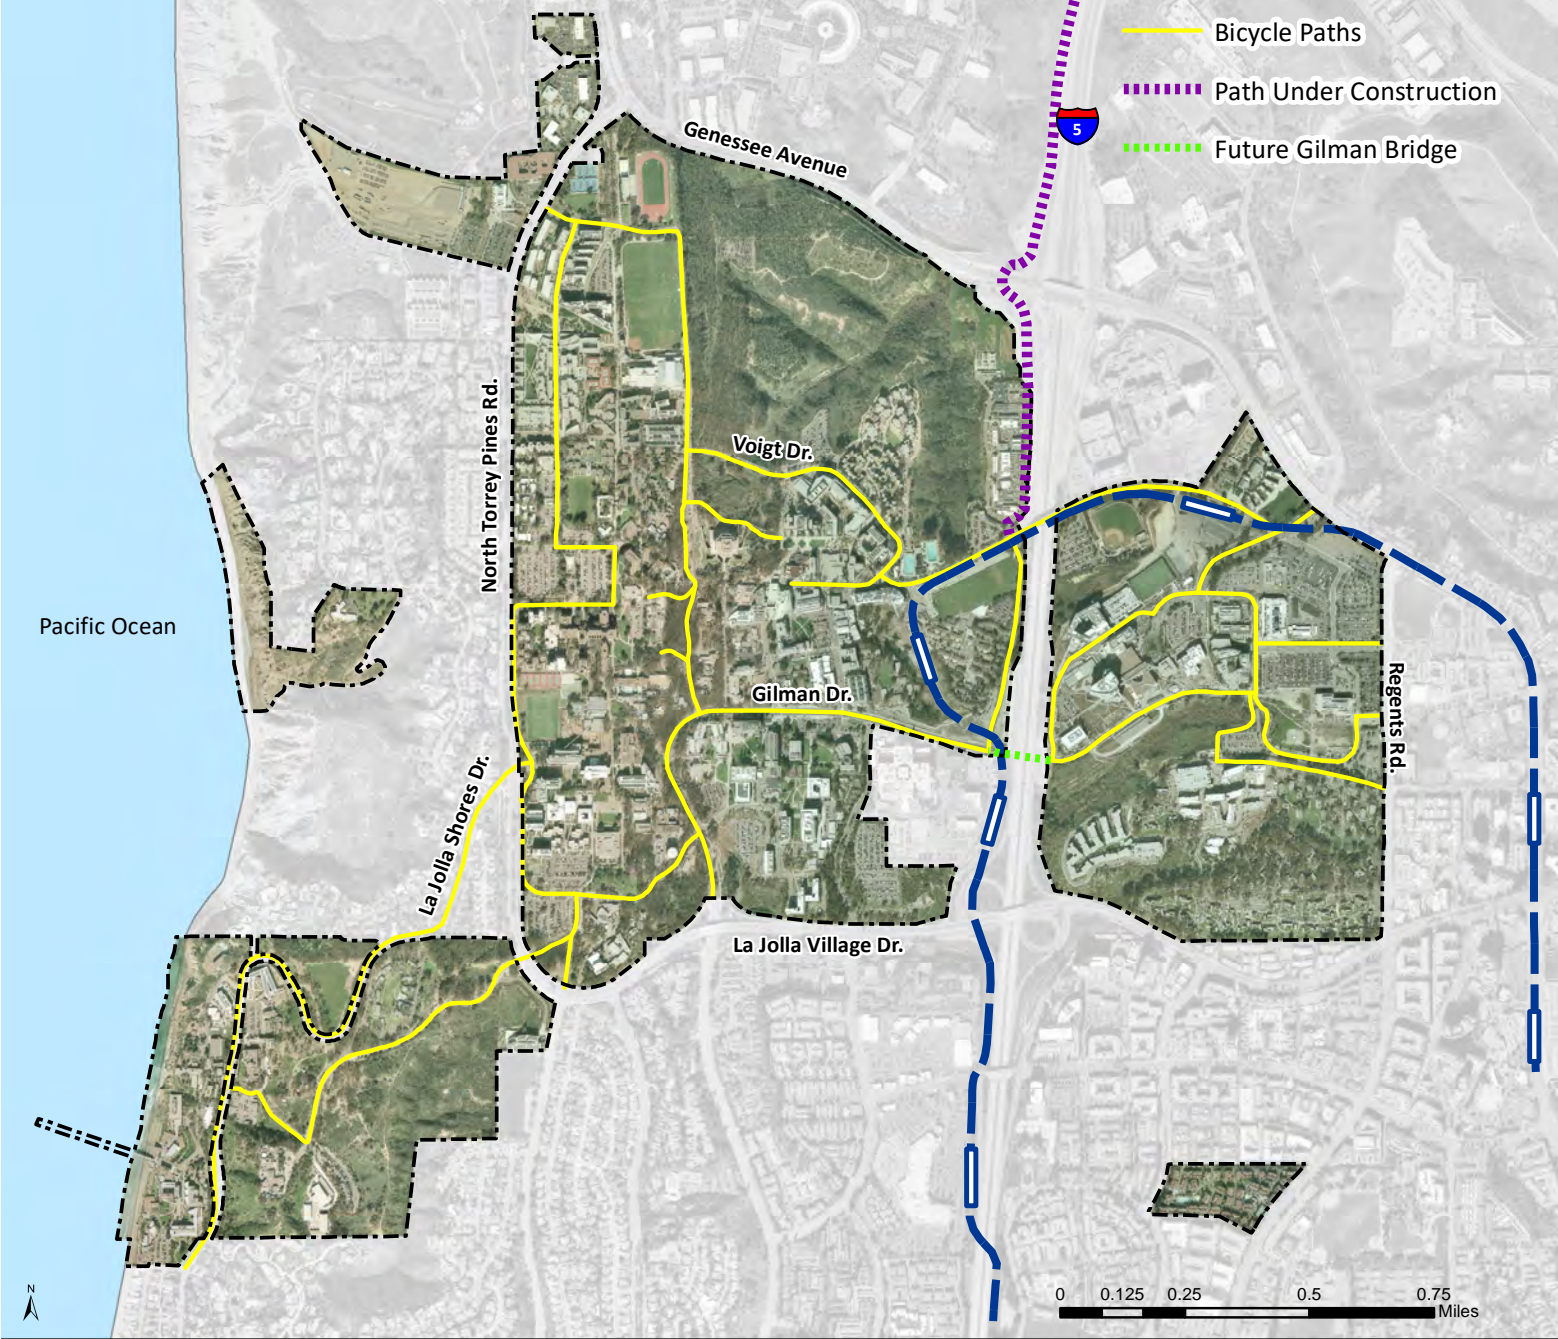 Bicycle Paths
Path Under Construction
5
Future Gilman Bridge
Genessee Avenue
North Torrey Pines Rd.
Voigt Dr.
Pacific Ocean
Gilman Dr.
Regents Rd.
La Jolla Shores Dr.
La Jolla Village Dr.
N
0 0.125 0.25 0.5 0.75
Miles